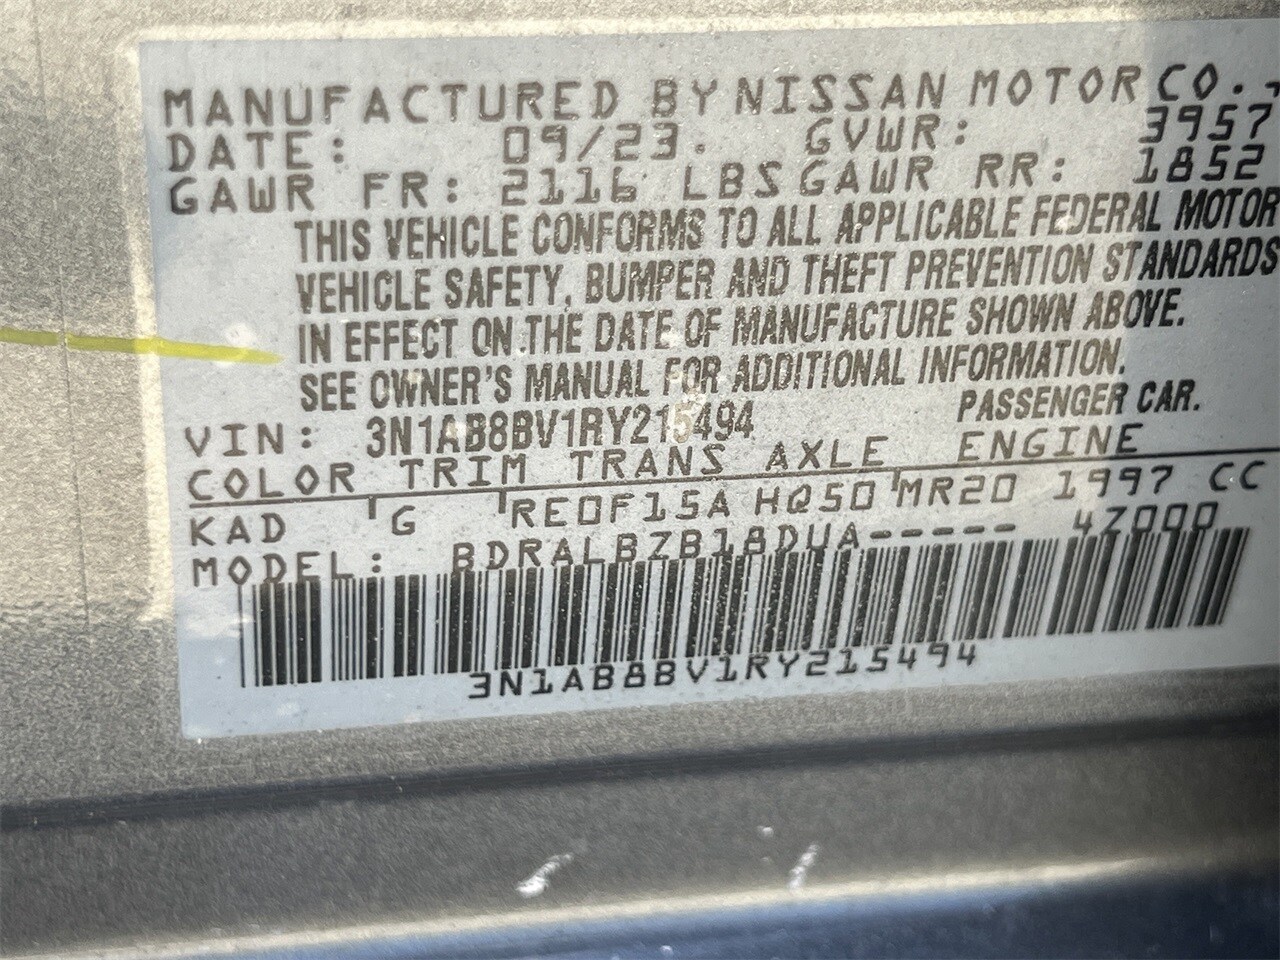 MANUFACTURED BY NISSAN MOTOR CO.,
DATE: 09/23. GVWR: 3957
GAWR FR: 2116 LBS GAWR RR: 1852
THIS VEHICLE CONFORMS TO ALL APPLICABLE FEDERAL MOTOR
VEHICLE SAFETY, BUMPER AND THEFT PREVENTION STANDARDS
IN EFFECT ON THE DATE OF MANUFACTURE SHOWN ABOVE.
SEE OWNER'S MANUAL FOR ADDITIONAL INFORMATION.
VIN: 3N1AB8BV1RY215494 PASSENGER CAR.
COLOR TRIM TRANS AXLE ENGINE
KAD G RE0F15A HQ50 MR20 1997 CC
MODEL: BDRALBZB18DUA----- 4Z000
3N1AB8BV1RY215494